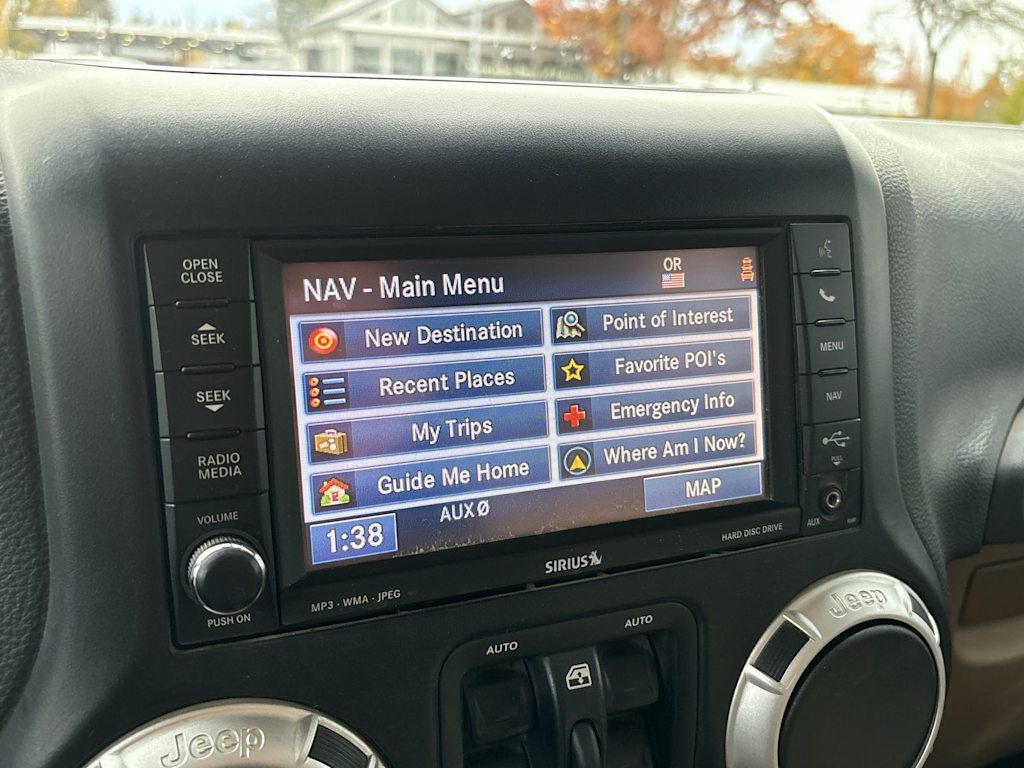 OPEN
CLOSE
SEEK
SEEK
RADIO
MEDIA
VOLUME
PUSH ON
NAV - Main Menu
OR
New Destination
Point of Interest
Recent Places
Favorite POI's
My Trips
Emergency Info
Guide Me Home
Where Am I Now?
AUXØ
MAP
1:38
MENU
NAV
PULL
AUX
MP3 · WMA · JPEG
SIRIUS
HARD DISC DRIVE
AUTO
AUTO
Jeep
Jeep